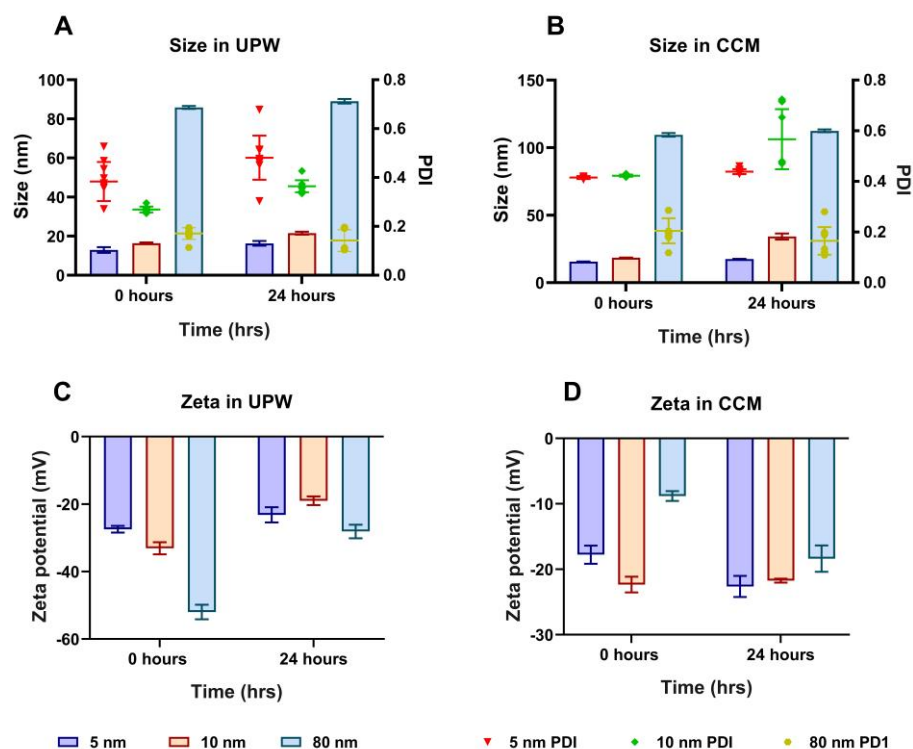 A
Size in UPW
100
80
60
40
20
0
Size (nm)
0.8
0.6
0.4
0.2
0.0
PDI
0 hours
24 hours
Time (hrs)
B
Size in CCM
150
100
50
0
Size (nm)
0.8
0.6
0.4
0.2
0.0
PDI
0 hours
24 hours
Time (hrs)
C
Zeta in UPW
0
-20
-40
-60
Zeta potential (mV)
0 hours
24 hours
Time (hrs)
D
Zeta in CCM
0
-10
-20
-30
Zeta potential (mV)
0 hours
24 hours
Time (hrs)
5 nm
10 nm
80 nm
5 nm PDI
10 nm PDI
80 nm PD1